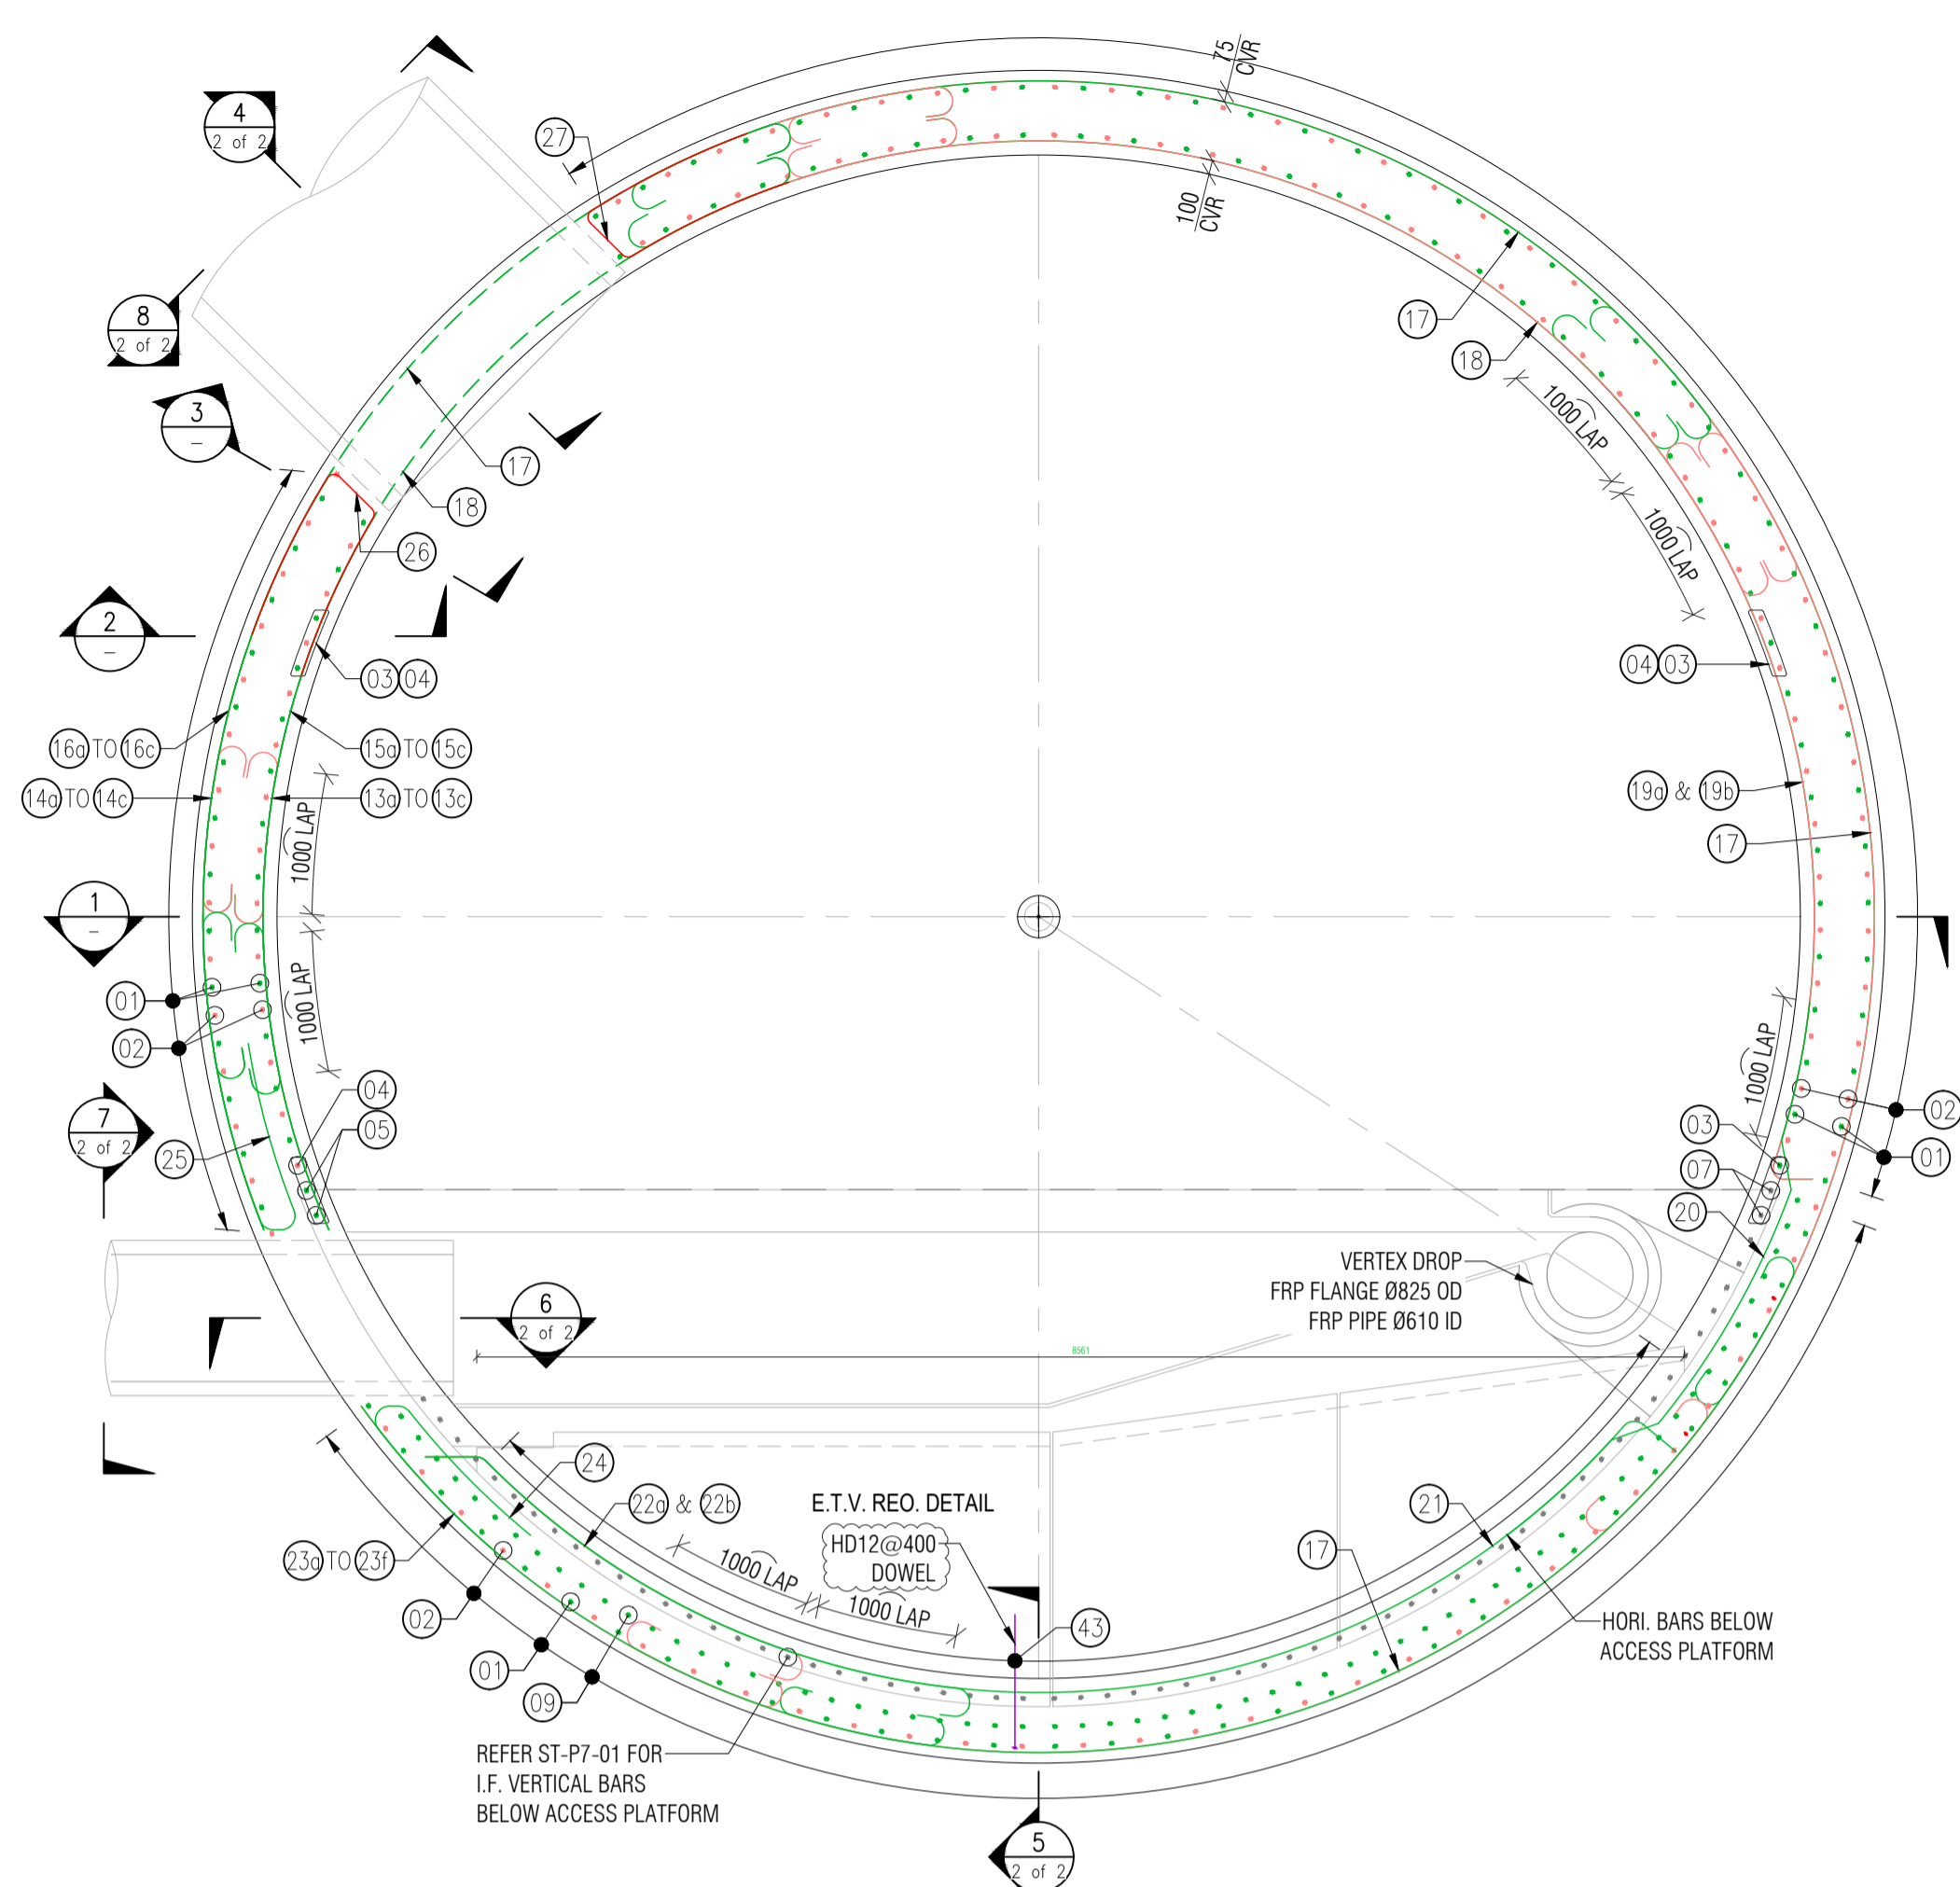 75
CVR
4
2 of 2
27
100
CVR
8
2 of 2
17
18
3
–
1000 LAP
17
18
26
1000 LAP
2
–
03 04
04 03
16a TO 16c
15a TO 15c
14a TO 14c
13a TO 13c
19a & 19b
17
1000 LAP
1
–
01
1000 LAP
02
1000 LAP
04
05
03
02
7
2 of 2
25
07
01
20
VERTEX DROP
FRP FLANGE Ø825 OD
FRP PIPE Ø610 ID
6
2 of 2
8561
24
22a & 22b
E.T.V. REO. DETAIL
HD12@400
DOWEL
21
23a TO 23f
1000 LAP
1000 LAP
17
02
43
HORI. BARS BELOW
ACCESS PLATFORM
01
09
REFER ST-P7-01 FOR
I.F. VERTICAL BARS
BELOW ACCESS PLATFORM
5
2 of 2